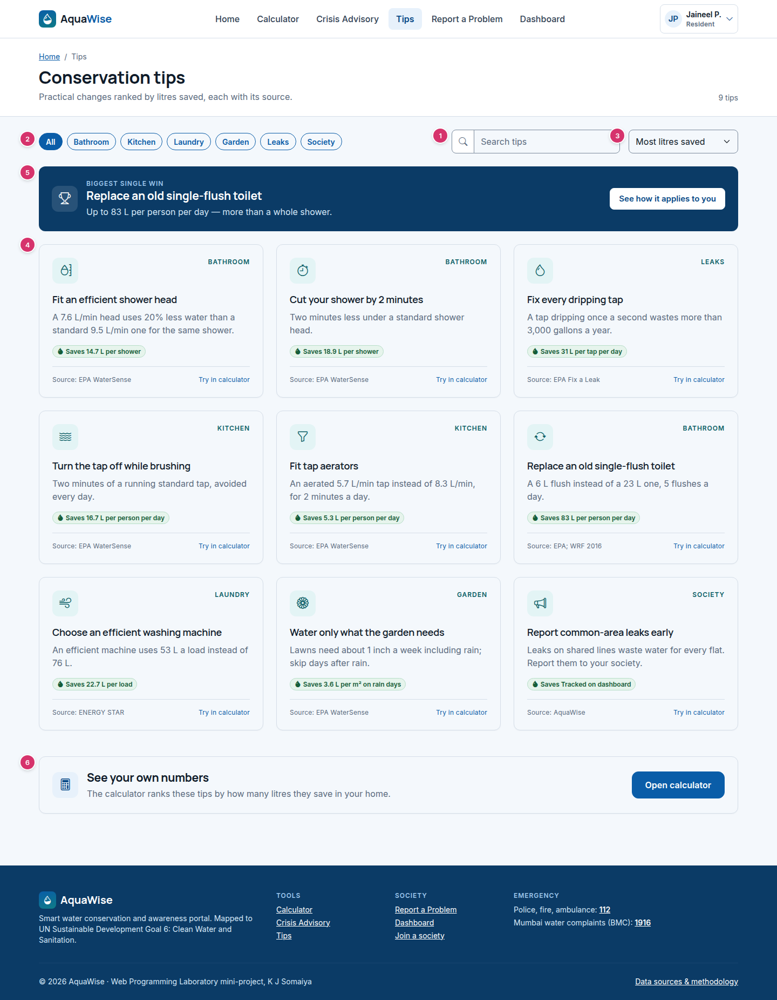 AquaWise
Home
Calculator
Crisis Advisory
Tips
Report a Problem
Dashboard
JP
Jaineel P.
Resident
Home / Tips
Conservation tips
Practical changes ranked by litres saved, each with its source.
9 tips
2
All
Bathroom
Kitchen
Laundry
Garden
Leaks
Society
1
Search tips
3
Most litres saved
5
BIGGEST SINGLE WIN
Replace an old single-flush toilet
Up to 83 L per person per day — more than a whole shower.
See how it applies to you
4
BATHROOM
Fit an efficient shower head
A 7.6 L/min head uses 20% less water than a
standard 9.5 L/min one for the same shower.
Saves 14.7 L per shower
Source: EPA WaterSense
Try in calculator
BATHROOM
Cut your shower by 2 minutes
Two minutes less under a standard shower
head.
Saves 18.9 L per shower
Source: EPA WaterSense
Try in calculator
LEAKS
Fix every dripping tap
A tap dripping once a second wastes more than
3,000 gallons a year.
Saves 31 L per tap per day
Source: EPA Fix a Leak
Try in calculator
KITCHEN
Turn the tap off while brushing
Two minutes of a running standard tap, avoided
every day.
Saves 16.7 L per person per day
Source: EPA WaterSense
Try in calculator
KITCHEN
Fit tap aerators
An aerated 5.7 L/min tap instead of 8.3 L/min,
for 2 minutes a day.
Saves 5.3 L per person per day
Source: EPA WaterSense
Try in calculator
BATHROOM
Replace an old single-flush toilet
A 6 L flush instead of a 23 L one, 5 flushes a
day.
Saves 83 L per person per day
Source: EPA; WRF 2016
Try in calculator
LAUNDRY
Choose an efficient washing machine
An efficient machine uses 53 L a load instead of
76 L.
Saves 22.7 L per load
Source: ENERGY STAR
Try in calculator
GARDEN
Water only what the garden needs
Lawns need about 1 inch a week including rain;
skip days after rain.
Saves 3.6 L per m² on rain days
Source: EPA WaterSense
Try in calculator
SOCIETY
Report common-area leaks early
Leaks on shared lines waste water for every flat.
Report them to your society.
Saves Tracked on dashboard
Source: AquaWise
Try in calculator
6
See your own numbers
The calculator ranks these tips by how many litres they save in your home.
Open calculator
AquaWise
Smart water conservation and awareness portal. Mapped to
UN Sustainable Development Goal 6: Clean Water and
Sanitation.
TOOLS
Calculator
Crisis Advisory
Tips
SOCIETY
Report a Problem
Dashboard
Join a society
EMERGENCY
Police, fire, ambulance: 112
Mumbai water complaints (BMC): 1916
© 2026 AquaWise · Web Programming Laboratory mini-project, K J Somaiya
Data sources & methodology